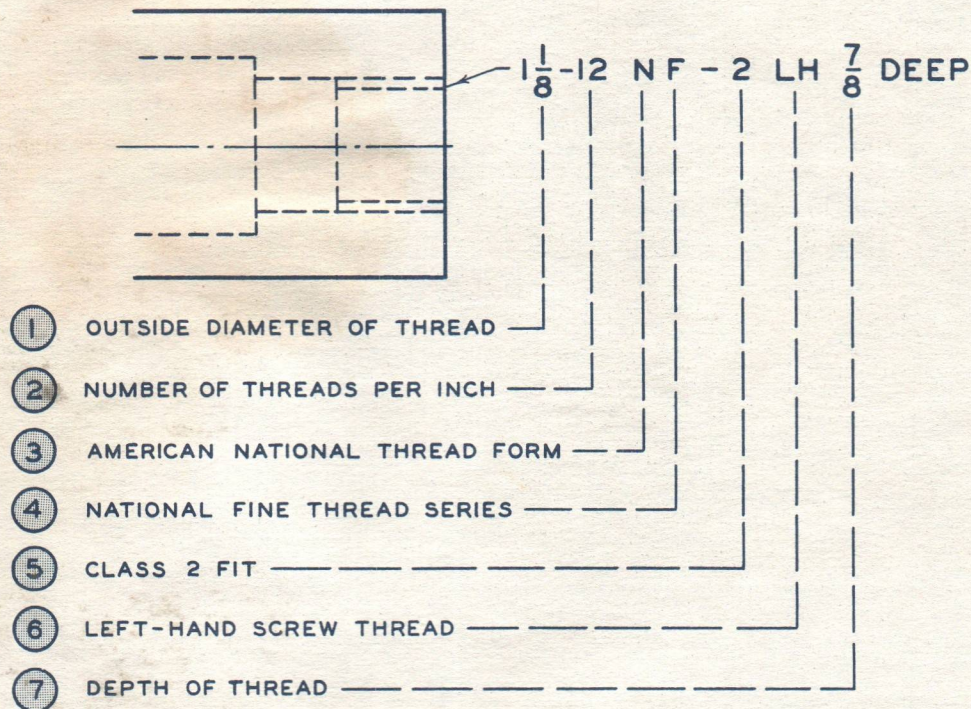 1 1/8-12 NF-2 LH 7/8 DEEP
1 OUTSIDE DIAMETER OF THREAD
2 NUMBER OF THREADS PER INCH
3 AMERICAN NATIONAL THREAD FORM
4 NATIONAL FINE THREAD SERIES
5 CLASS 2 FIT
6 LEFT-HAND SCREW THREAD
7 DEPTH OF THREAD